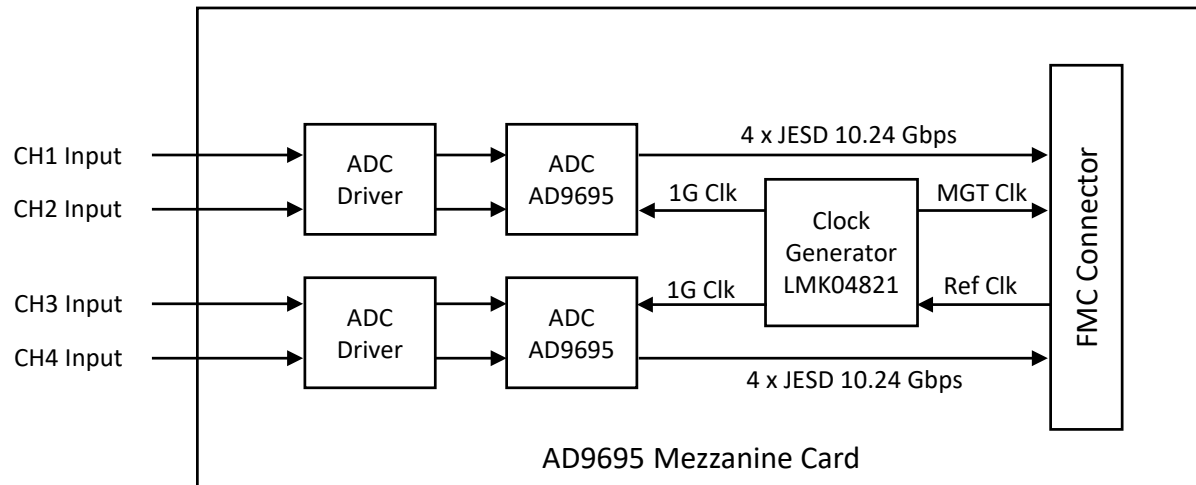 CH1 Input
CH2 Input
CH3 Input
CH4 Input
ADC
Driver
ADC
AD9695
4 x JESD 10.24 Gbps
1G Clk
Clock
Generator
LMK04821
MGT Clk
Ref Clk
1G Clk
ADC
Driver
ADC
AD9695
4 x JESD 10.24 Gbps
FMC Connector
AD9695 Mezzanine Card